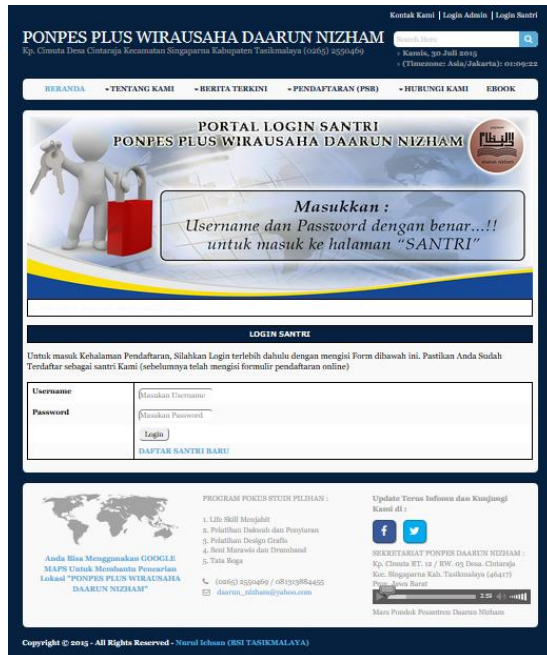 Kontak Kami | Login Admin | Login Santri
PONPES PLUS WIRAUSAHA DAARUN NIZHAM
Kp. Cimuta Desa Cintaraja Kecamatan Singaparna Kabupaten Tasikmalaya (0265) 2550469
Search Here
› Kamis, 30 Juli 2015
› (Timezone: Asia/Jakarta): 01:09:22
BERANDA
TENTANG KAMI
BERITA TERKINI
PENDAFTARAN (PSB)
HUBUNGI KAMI
EBOOK
PORTAL LOGIN SANTRI
PONPES PLUS WIRAUSAHA DAARUN NIZHAM
Masukkan :
Username dan Password dengan benar...!!
untuk masuk ke halaman "SANTRI"
LOGIN SANTRI
Untuk masuk Kehalaman Pendaftaran, Silahkan Login terlebih dahulu dengan mengisi Form dibawah ini. Pastikan Anda Sudah
Terdaftar sebagai santri Kami (sebelumnya telah mengisi formulir pendaftaran online)
Username
Masukan Username
Password
Masukan Password
Login
DAFTAR SANTRI BARU
Anda Bisa Menggunakan GOOGLE
MAPS Untuk Membantu Pencarian
Lokasi "PONPES PLUS WIRAUSAHA
DAARUN NIZHAM"
PROGRAM FOKUS STUDI PILIHAN :
1. Life Skill Menjahit
2. Pelatihan Dakwah dan Penyiaran
3. Pelatihan Design Grafis
4. Seni Marawis dan Drumband
5. Tata Boga
(0265) 2550469 / 081313884455
daarun_nizham@yahoo.com
Update Terus Infonya dan Kunjungi
Kami di :
SEKRETARIAT PONPES DAARUN NIZHAM :
Kp. Cimuta RT. 12 / RW. 03 Desa. Cintaraja
Kec. Singaparna Kab. Tasikmalaya (46417)
Prop. Jawa Barat
2:59
Mars Pondok Pesantren Daarun Nizham
Copyright © 2015 - All Rights Reserved - Nurul Ichsan (BSI TASIKMALAYA)